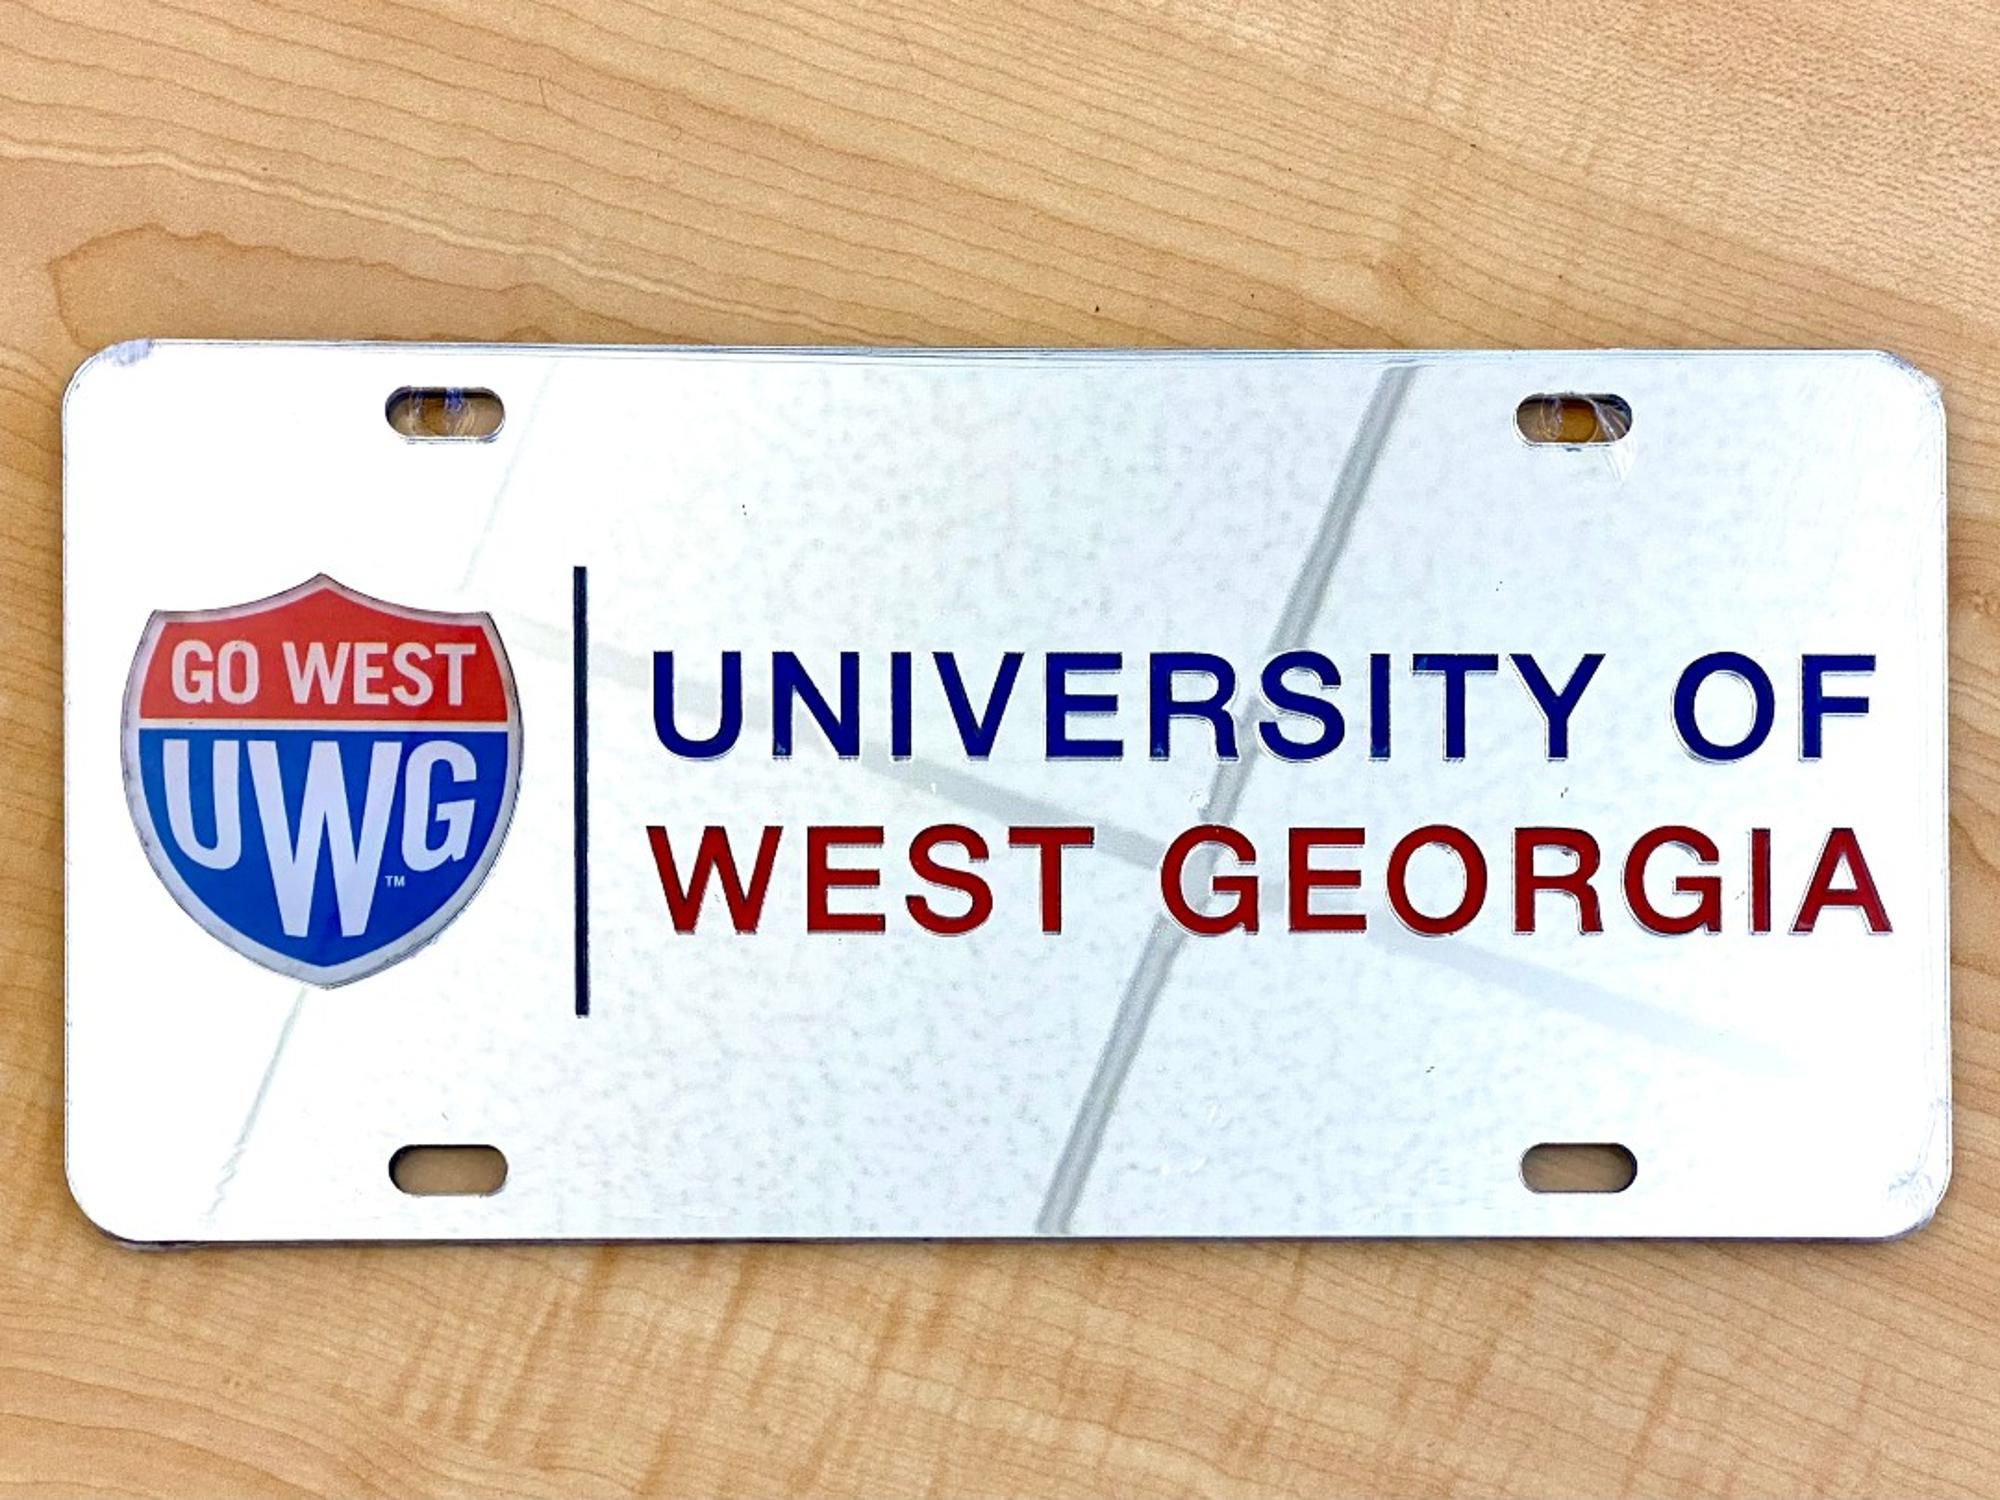 GO WEST
UWG
™
UNIVERSITY OF
WEST GEORGIA